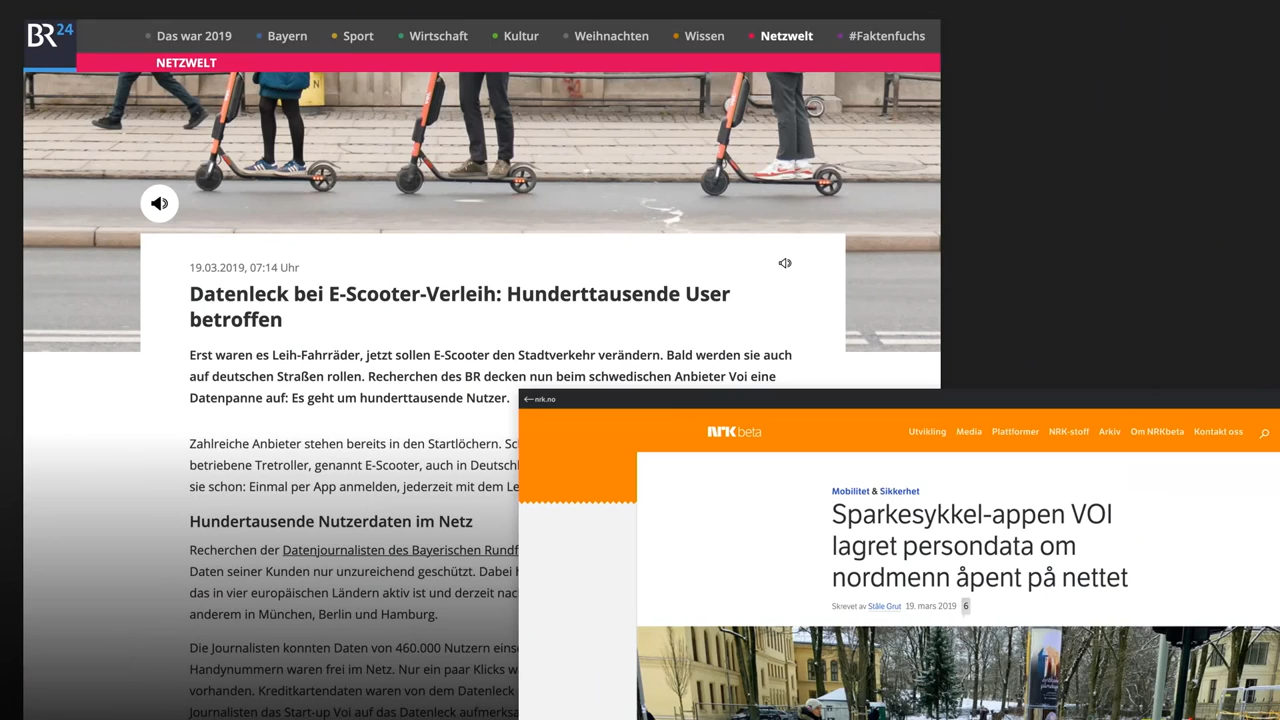 BR24
Das war 2019
Bayern
Sport
Wirtschaft
Kultur
Weihnachten
Wissen
Netzwelt
#Faktenfuchs
NETZWELT
19.03.2019, 07:14 Uhr
Datenleck bei E-Scooter-Verleih: Hunderttausende User
betroffen
Erst waren es Leih-Fahrräder, jetzt sollen E-Scooter den Stadtverkehr verändern. Bald werden sie auch
auf deutschen Straßen rollen. Recherchen des BR decken nun beim schwedischen Anbieter Voi eine
Datenpanne auf: Es geht um hunderttausende Nutzer.
Zahlreiche Anbieter stehen bereits in den Startlöchern.
betriebene Tretroller, genannt E-Scooter, auch in
sie schon: Einmal per App anmelden, jederzeit mit dem
Hundertausende Nutzerdaten im Netz
Recherchen der Datenjournalisten des Bayerischen
Daten seiner Kunden nur unzureichend geschützt. Dabei
das in vier europäischen Ländern aktiv ist und derzeit
anderem in München, Berlin und Hamburg.
Die Journalisten konnten Daten von 460.000 Nutzern
Handynummern waren frei im Netz. Nur ein paar Klicks
vorhanden. Kreditkartendaten waren von dem Datenleck
Journalisten das Start-up Voi auf das Datenleck
nrk.no
NRK beta
Utvikling
Media
Plattformer
NRK-stoff
Arkiv
Om NRKbeta
Kontakt oss
Mobilitet & Sikkerhet
Sparkesykkel-appen VOI
lagret persondata om
nordmenn åpent på nettet
Skrevet av Ståle Grut 19. mars 2019 6